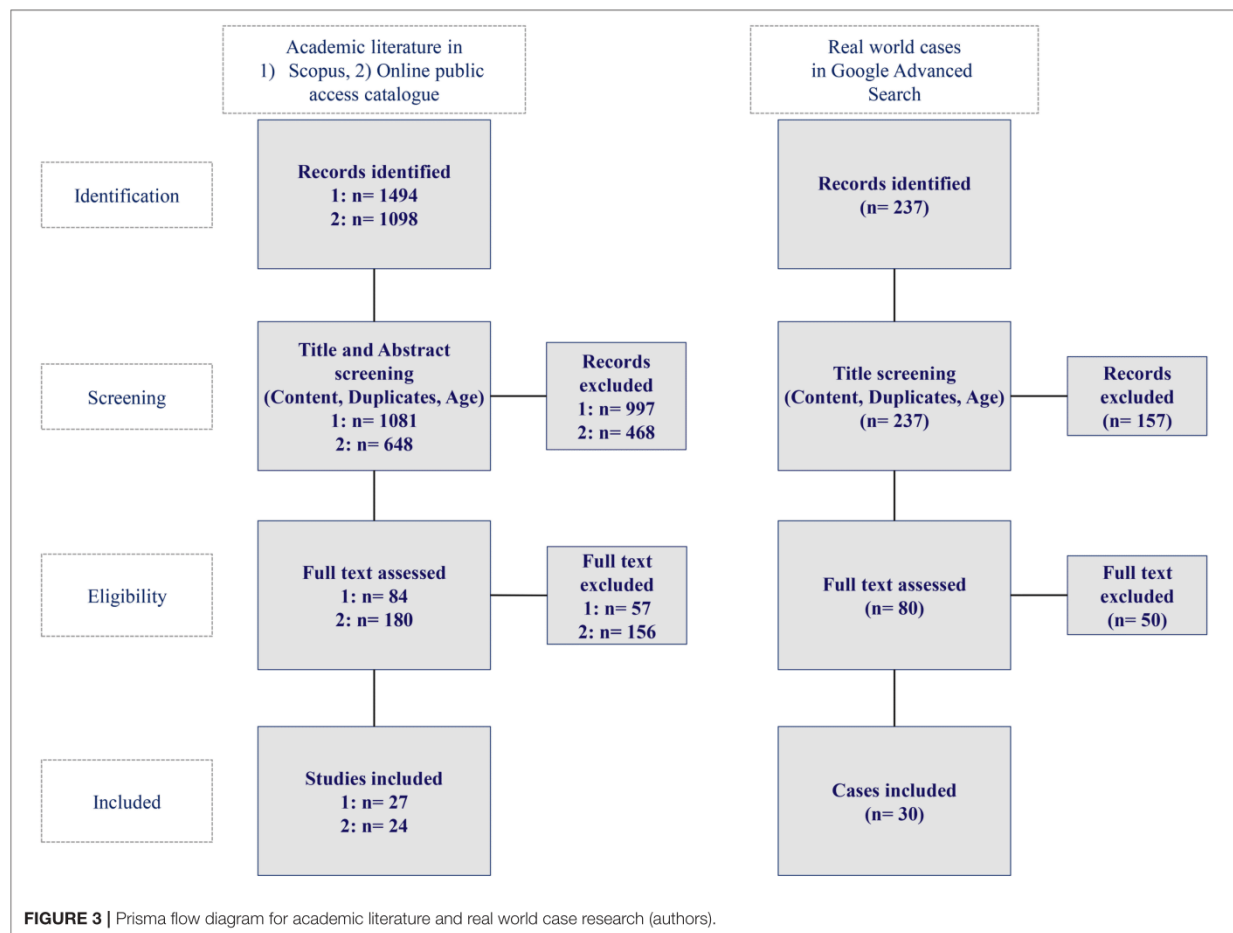 Academic literature in
1) Scopus, 2) Online public
access catalogue
Real world cases
in Google Advanced
Search
Identification
Records identified
1: n= 1494
2: n= 1098
Records identified
(n= 237)
Screening
Title and Abstract
screening
(Content, Duplicates, Age)
1: n= 1081
2: n= 648
Records
excluded
1: n= 997
2: n= 468
Title screening
(Content, Duplicates, Age)
(n= 237)
Records
excluded
(n= 157)
Eligibility
Full text assessed
1: n= 84
2: n= 180
Full text
excluded
1: n= 57
2: n= 156
Full text assessed
(n= 80)
Full text
excluded
(n= 50)
Included
Studies included
1: n= 27
2: n= 24
Cases included
(n= 30)
FIGURE 3 | Prisma flow diagram for academic literature and real world case research (authors).